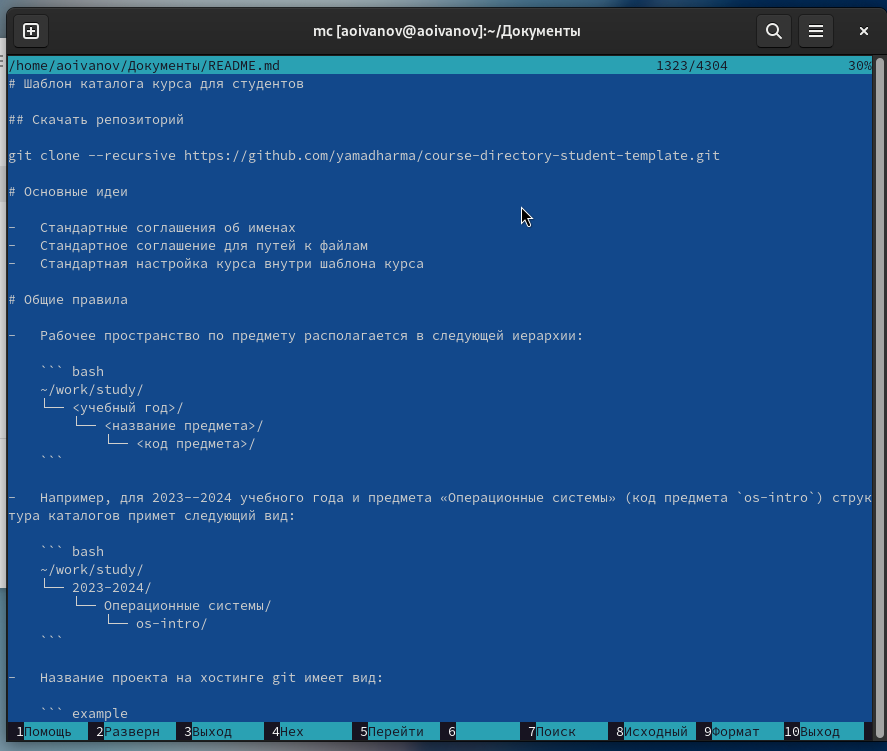 mc [aoivanov@aoivanov]:~/Документы
/home/aoivanov/Документы/README.md 1323/4304 30%
# Шаблон каталога курса для студентов
## Скачать репозиторий
git clone --recursive https://github.com/yamadharma/course-directory-student-template.git
# Основные идеи
-   Стандартные соглашения об именах
-   Стандартное соглашение для путей к файлам
-   Стандартная настройка курса внутри шаблона курса
# Общие правила
-   Рабочее пространство по предмету располагается в следующей иерархии:
    ``` bash
    ~/work/study/
    └── <учебный год>/
        └── <название предмета>/
            └── <код предмета>/
    ```
-   Например, для 2023--2024 учебного года и предмета «Операционные системы» (код предмета `os-intro`) струк
тура каталогов примет следующий вид:
    ``` bash
    ~/work/study/
    └── 2023-2024/
        └── Операционные системы/
            └── os-intro/
    ```
-   Название проекта на хостинге git имеет вид:
    ``` example
1Помощь 2Разверн 3Выход 4Hex 5Перейти 6 7Поиск 8Исходный 9Формат 10Выход